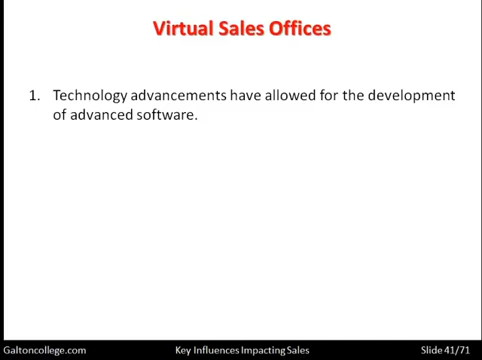 Virtual Sales Offices
1. Technology advancements have allowed for the development
of advanced software.
Galtoncollege.com Key Influences Impacting Sales Slide 41/71